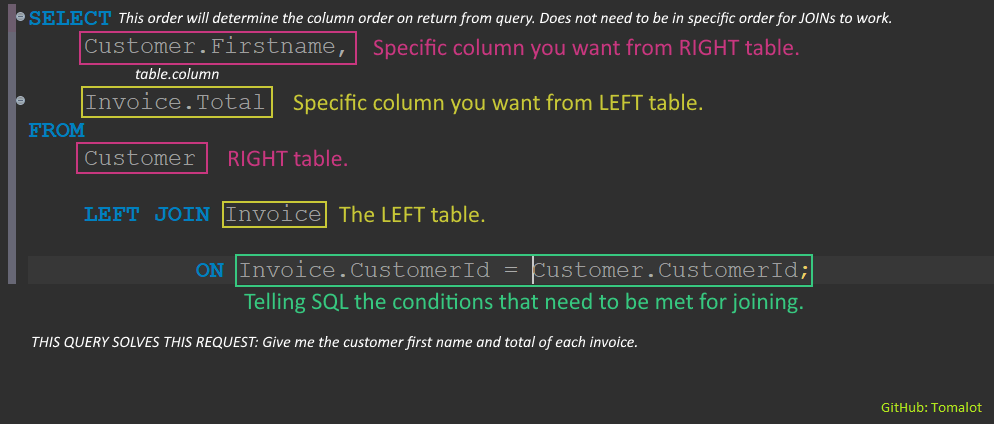 SELECT This order will determine the column order on return from query. Does not need to be in specific order for JOINs to work.
Customer.Firstname, Specific column you want from RIGHT table.
table.column
Invoice.Total Specific column you want from LEFT table.
FROM
Customer RIGHT table.
LEFT JOIN Invoice The LEFT table.
ON Invoice.CustomerId = Customer.CustomerId;
Telling SQL the conditions that need to be met for joining.
THIS QUERY SOLVES THIS REQUEST: Give me the customer first name and total of each invoice.
GitHub: Tomalot